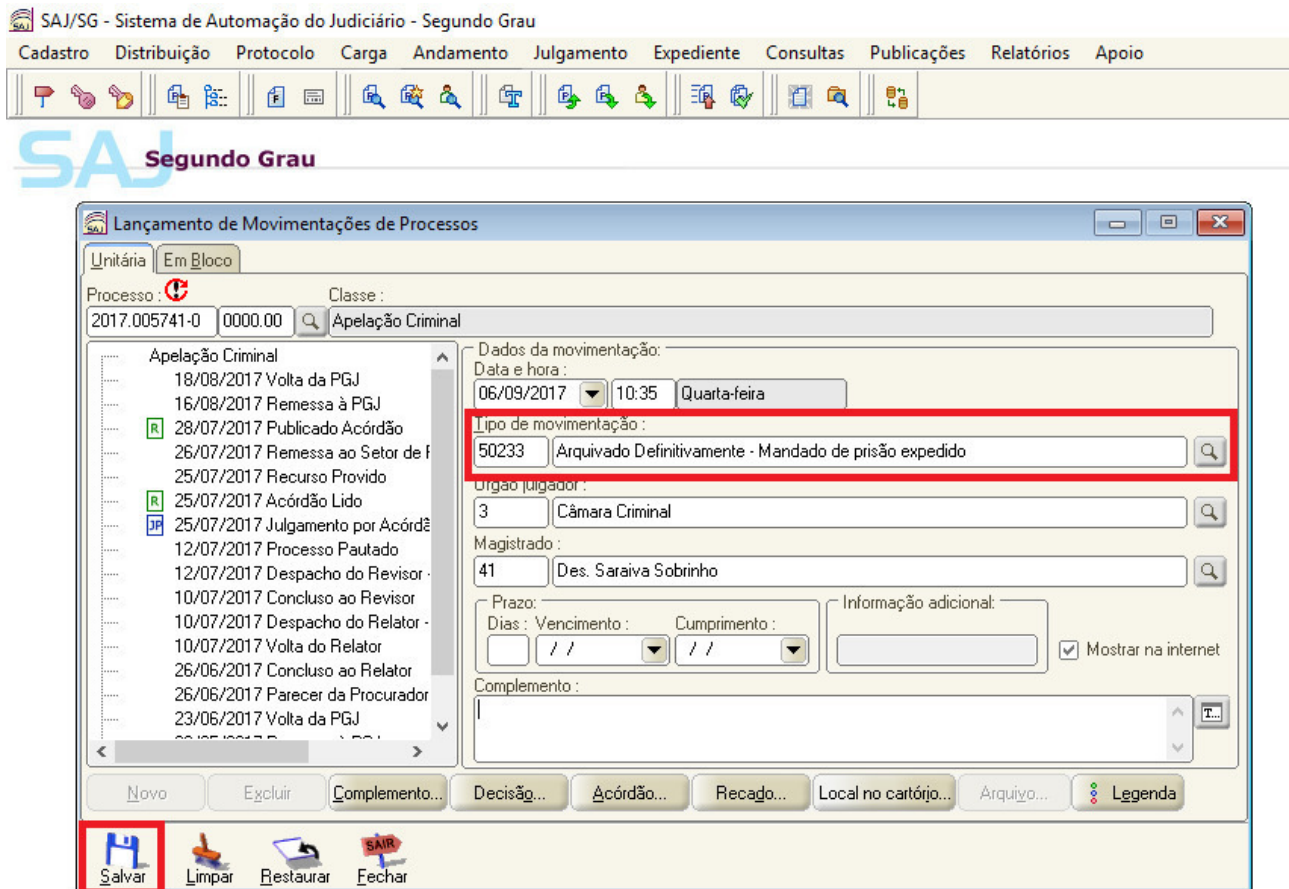 SAJ/SG - Sistema de Automação do Judiciário - Segundo Grau
Cadastro Distribuição Protocolo Carga Andamento Julgamento Expediente Consultas Publicações Relatórios Apoio
SAJ Segundo Grau
Lançamento de Movimentações de Processos
Unitária Em Bloco
Processo : Classe :
2017.005741-0 0000.00 Apelação Criminal
Apelação Criminal
18/08/2017 Volta da PGJ
16/08/2017 Remessa à PGJ
R 28/07/2017 Publicado Acórdão
26/07/2017 Remessa ao Setor de
25/07/2017 Recurso Provido
R 25/07/2017 Acórdão Lido
JP 25/07/2017 Julgamento por Acórdã
12/07/2017 Processo Pautado
12/07/2017 Despacho do Revisor -
10/07/2017 Concluso ao Revisor
10/07/2017 Despacho do Relator -
10/07/2017 Volta do Relator
26/06/2017 Concluso ao Relator
26/06/2017 Parecer da Procurador
23/06/2017 Volta da PGJ
Dados da movimentação:
Data e hora :
06/09/2017 10:35 Quarta-feira
Tipo de movimentação :
50233 Arquivado Definitivamente - Mandado de prisão expedido
Órgão julgador :
3 Câmara Criminal
Magistrado :
41 Des. Saraiva Sobrinho
Prazo: Informação adicional:
Dias : Vencimento : Cumprimento :
/ / / / Mostrar na internet
Complemento :
T...
Novo Excluir Complemento... Decisão... Acórdão... Recado... Local no cartório... Arquivo... Legenda
SAIR
Salvar Limpar Restaurar Fechar